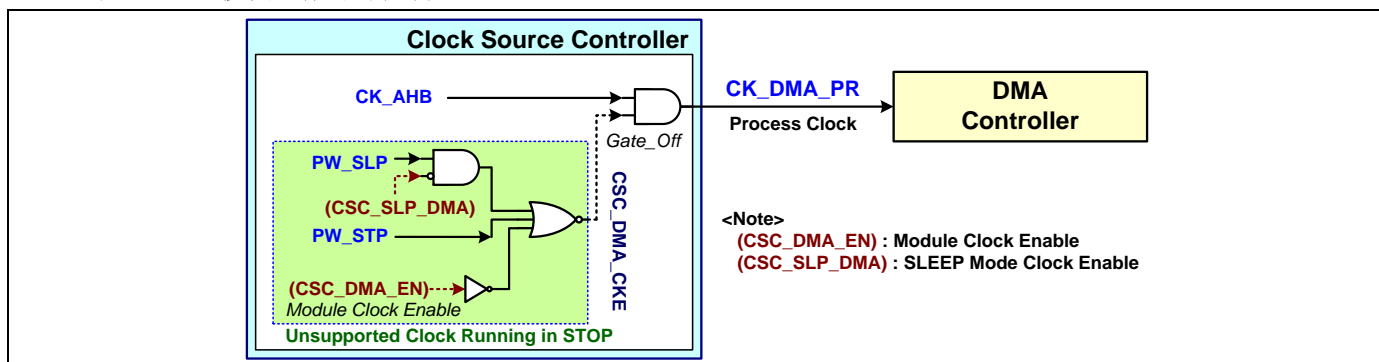 Clock Source Controller
CK_AHB
CK_DMA_PR
Process Clock
DMA
Controller
Gate_Off
PW_SLP
(CSC_SLP_DMA)
PW_STP
CSC_DMA_CKE
(CSC_DMA_EN)
Module Clock Enable
Unsupported Clock Running in STOP
<Note>
(CSC_DMA_EN) : Module Clock Enable
(CSC_SLP_DMA) : SLEEP Mode Clock Enable